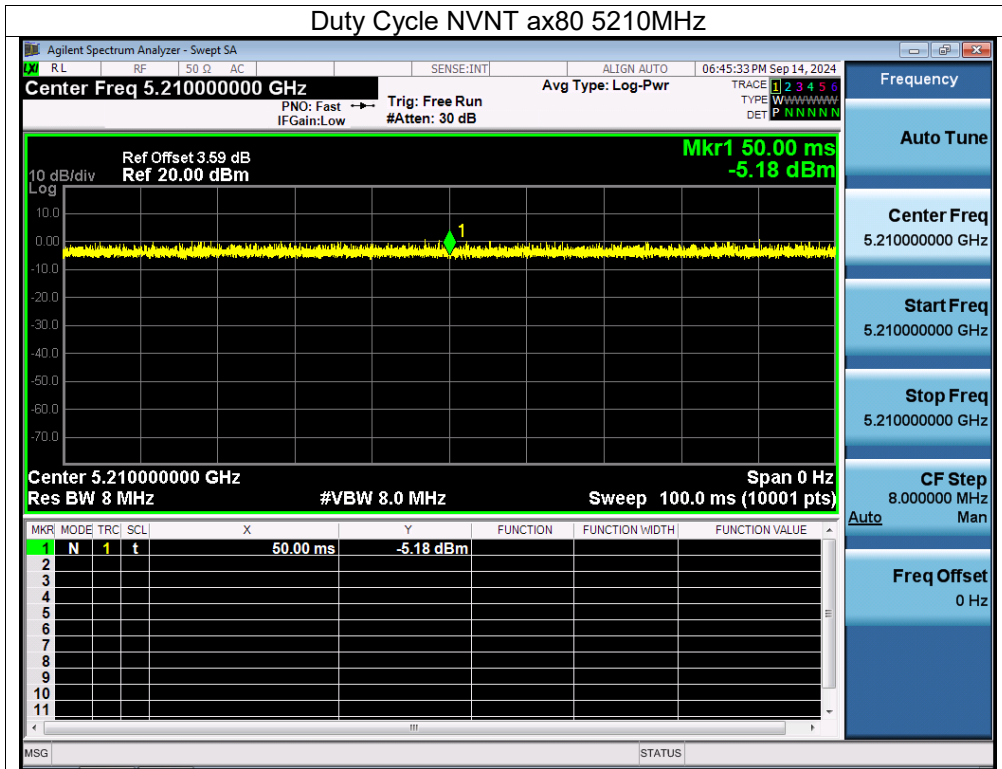 Duty Cycle NVNT ax80 5210MHz
Agilent Spectrum Analyzer - Swept SA
LXI RL RF 50 Ω AC SENSE:INT ALIGN AUTO 06:45:33 PM Sep 14, 2024
Center Freq 5.210000000 GHz Avg Type: Log-Pwr TRACE 1 2 3 4 5 6
PNO: Fast Trig: Free Run TYPE WWWWWW
IFGain:Low #Atten: 30 dB DET P N N N N N
Frequency
Mkr1 50.00 ms
Ref Offset 3.59 dB
-5.18 dBm
10 dB/div Ref 20.00 dBm
Log
10.0
0.00
-10.0
-20.0
-30.0
-40.0
-50.0
-60.0
-70.0
1
Center 5.210000000 GHz Span 0 Hz
Res BW 8 MHz #VBW 8.0 MHz Sweep 100.0 ms (10001 pts)
MKR MODE TRC SCL X Y FUNCTION FUNCTION WIDTH FUNCTION VALUE
1 N 1 t 50.00 ms -5.18 dBm
2
3
4
5
6
7
8
9
10
11
MSG STATUS
Auto Tune
Center Freq
5.210000000 GHz
Start Freq
5.210000000 GHz
Stop Freq
5.210000000 GHz
CF Step
8.000000 MHz
Auto Man
Freq Offset
0 Hz